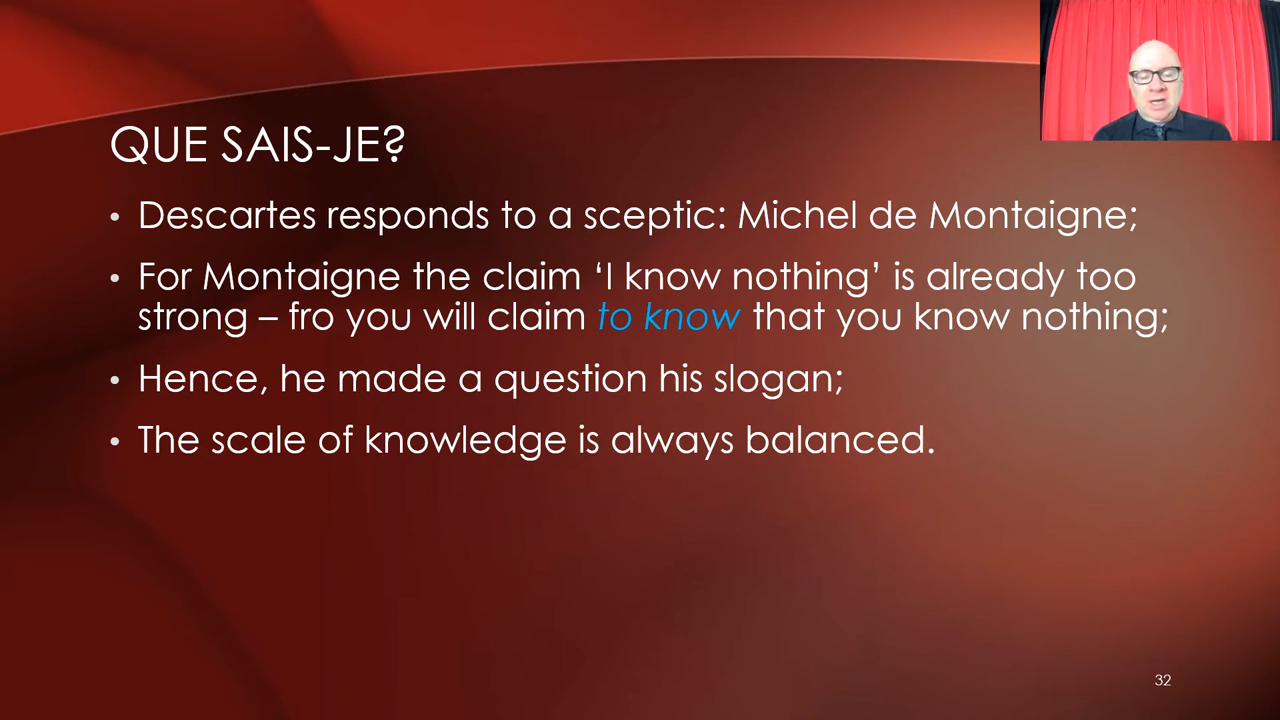 QUE SAIS-JE?
• Descartes responds to a sceptic: Michel de Montaigne;
• For Montaigne the claim ‘I know nothing’ is already too
strong – fro you will claim to know that you know nothing;
• Hence, he made a question his slogan;
• The scale of knowledge is always balanced.
32